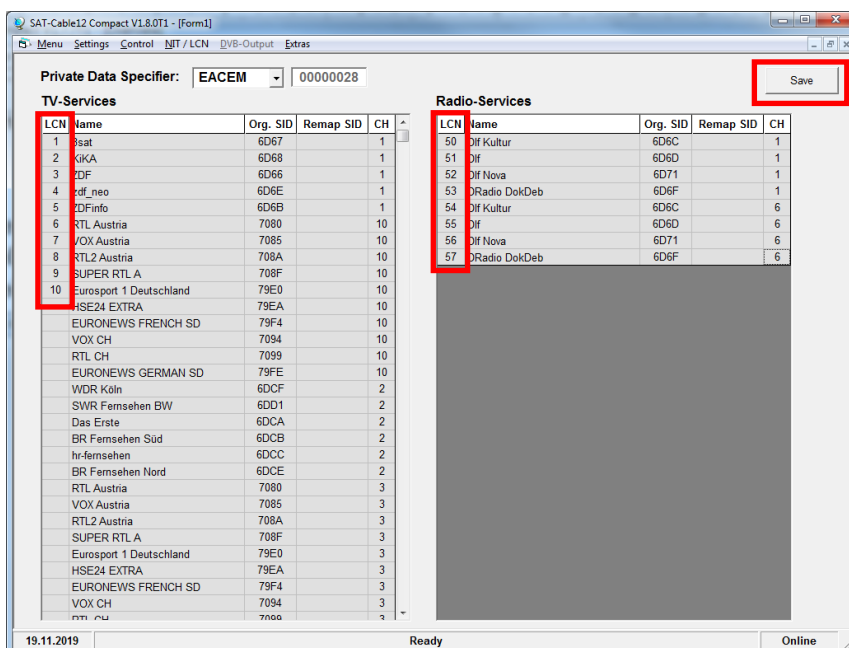 SAT-Cable12 Compact V1.8.0T1 - [Form1]
Menu Settings Control NIT / LCN DVB-Output Extras
Private Data Specifier: EACEM 00000028 Save
TV-Services
LCN Name Org. SID Remap SID CH
1 3sat 6D67 1
2 KiKA 6D68 1
3 ZDF 6D66 1
4 zdf_neo 6D6E 1
5 ZDFinfo 6D6B 1
6 RTL Austria 7080 10
7 VOX Austria 7085 10
8 RTL2 Austria 708A 10
9 SUPER RTL A 708F 10
10 Eurosport 1 Deutschland 79E0 10
HSE24 EXTRA 79EA 10
EURONEWS FRENCH SD 79F4 10
VOX CH 7094 10
RTL CH 7099 10
EURONEWS GERMAN SD 79FE 10
WDR Köln 6DCF 2
SWR Fernsehen BW 6DD1 2
Das Erste 6DCA 2
BR Fernsehen Süd 6DCB 2
hr-fernsehen 6DCC 2
BR Fernsehen Nord 6DCE 2
RTL Austria 7080 3
VOX Austria 7085 3
RTL2 Austria 708A 3
SUPER RTL A 708F 3
Eurosport 1 Deutschland 79E0 3
HSE24 EXTRA 79EA 3
EURONEWS FRENCH SD 79F4 3
VOX CH 7094 3
RTL CH 7099 3
Radio-Services
LCN Name Org. SID Remap SID CH
50 Dlf Kultur 6D6C 1
51 Dlf 6D6D 1
52 Dlf Nova 6D71 1
53 DRadio DokDeb 6D6F 1
54 Dlf Kultur 6D6C 6
55 Dlf 6D6D 6
56 Dlf Nova 6D71 6
57 DRadio DokDeb 6D6F 6
19.11.2019 Ready Online